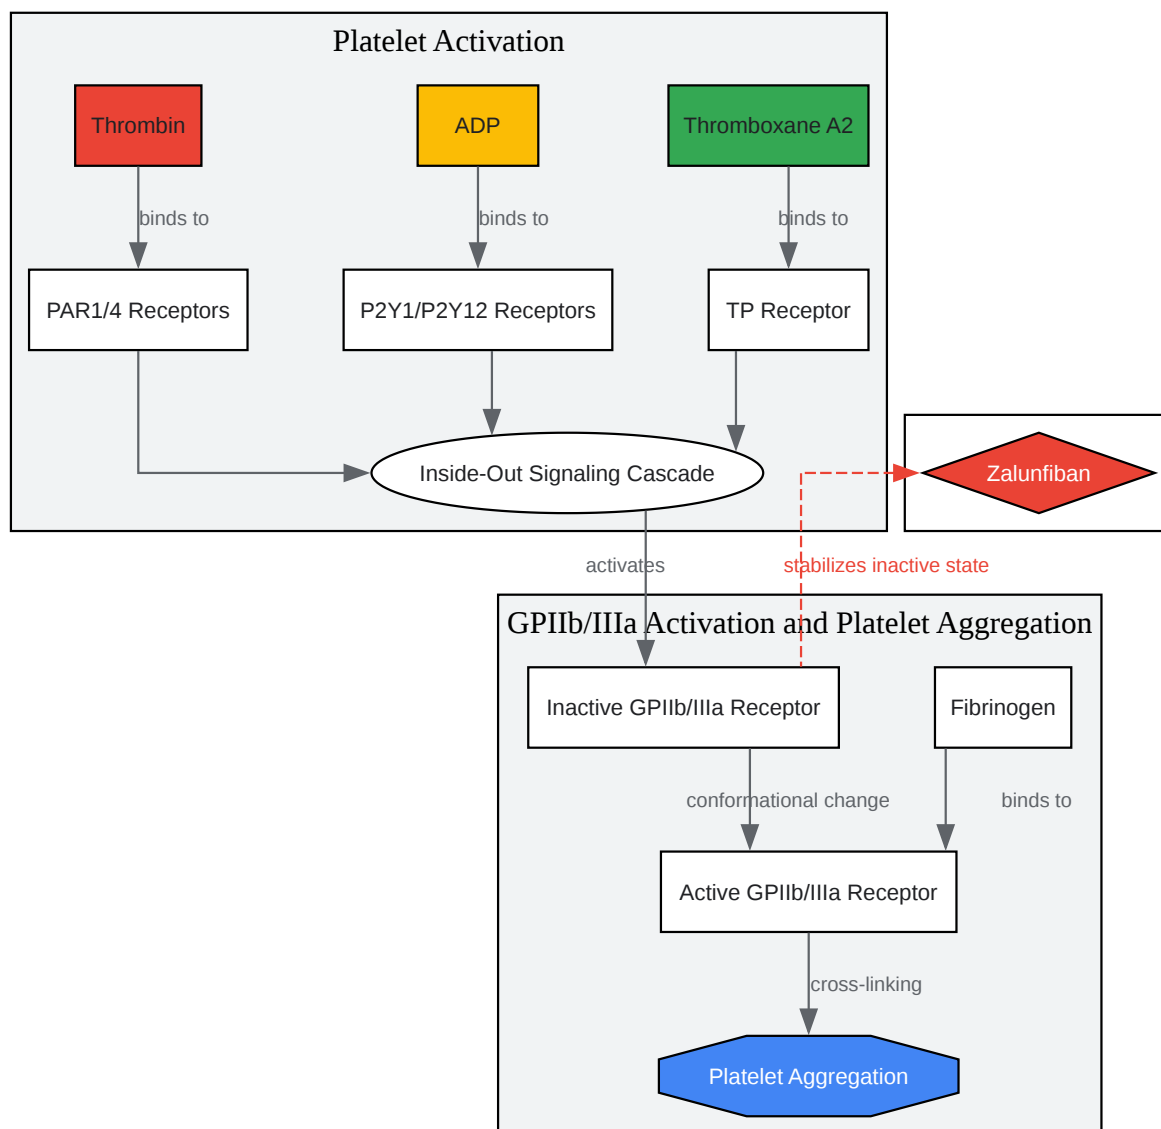 Platelet Activation
Thrombin
ADP
Thromboxane A2
binds to
binds to
binds to
PAR1/4 Receptors
P2Y1/P2Y12 Receptors
TP Receptor
Inside-Out Signaling Cascade
Zalunfiban
activates
stabilizes inactive state
GPIIb/IIIa Activation and Platelet Aggregation
Inactive GPIIb/IIIa Receptor
Fibrinogen
conformational change
binds to
Active GPIIb/IIIa Receptor
cross-linking
Platelet Aggregation